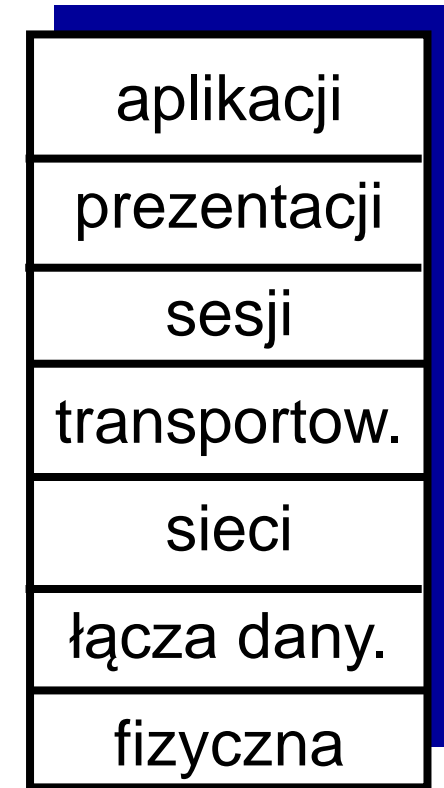 aplikacji
prezentacji
sesji
transportow.
sieci
łącza dany.
fizyczna